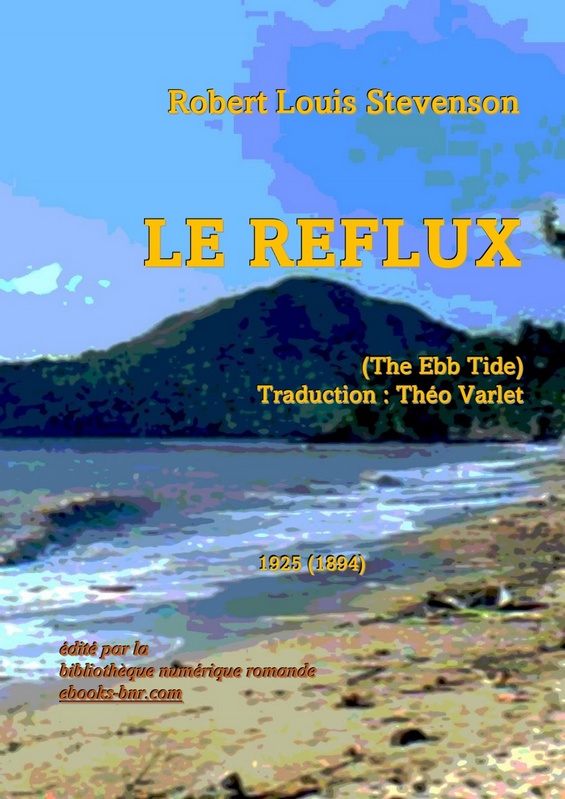 Robert Louis Stevenson
LE REFLUX
(The Ebb Tide)
Traduction : Théo Varlet
1925 (1894)
édité par la
bibliothèque numérique romande
ebooks-bnr.com